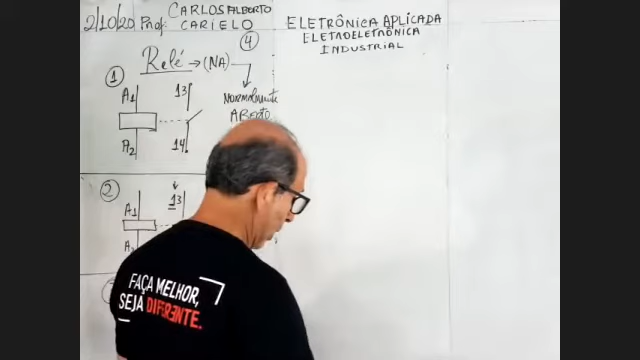 2/10/20 Prof: CARLOS FALBERTO
CARIELO
ELETRÔNICA APLICADA
ELETROELETRÔNICA
INDUSTRIAL
4
Relé → (NA)
NORMALMENTE
ABERTO
1
A1
13
A2
14
2
A1
13
FAÇA MELHOR,
SEJA DIFERENTE.